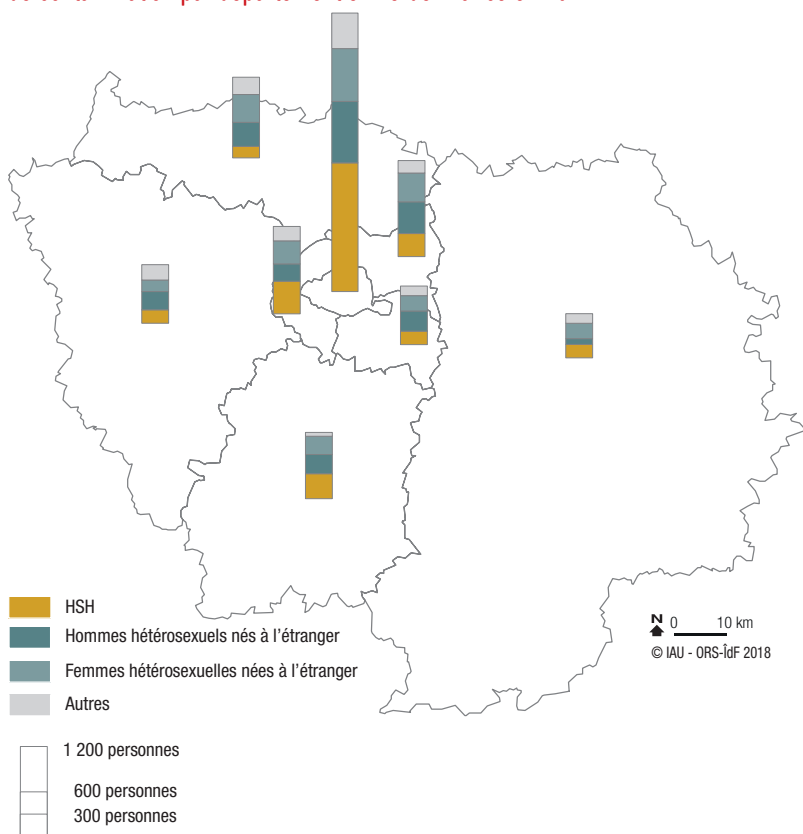 HSH
Hommes hétérosexuels nés à l'étranger
Femmes hétérosexuelles nées à l'étranger
Autres
1 200 personnes
600 personnes
300 personnes
N 0 10 km
© IAU - ORS-ÎdF 2018